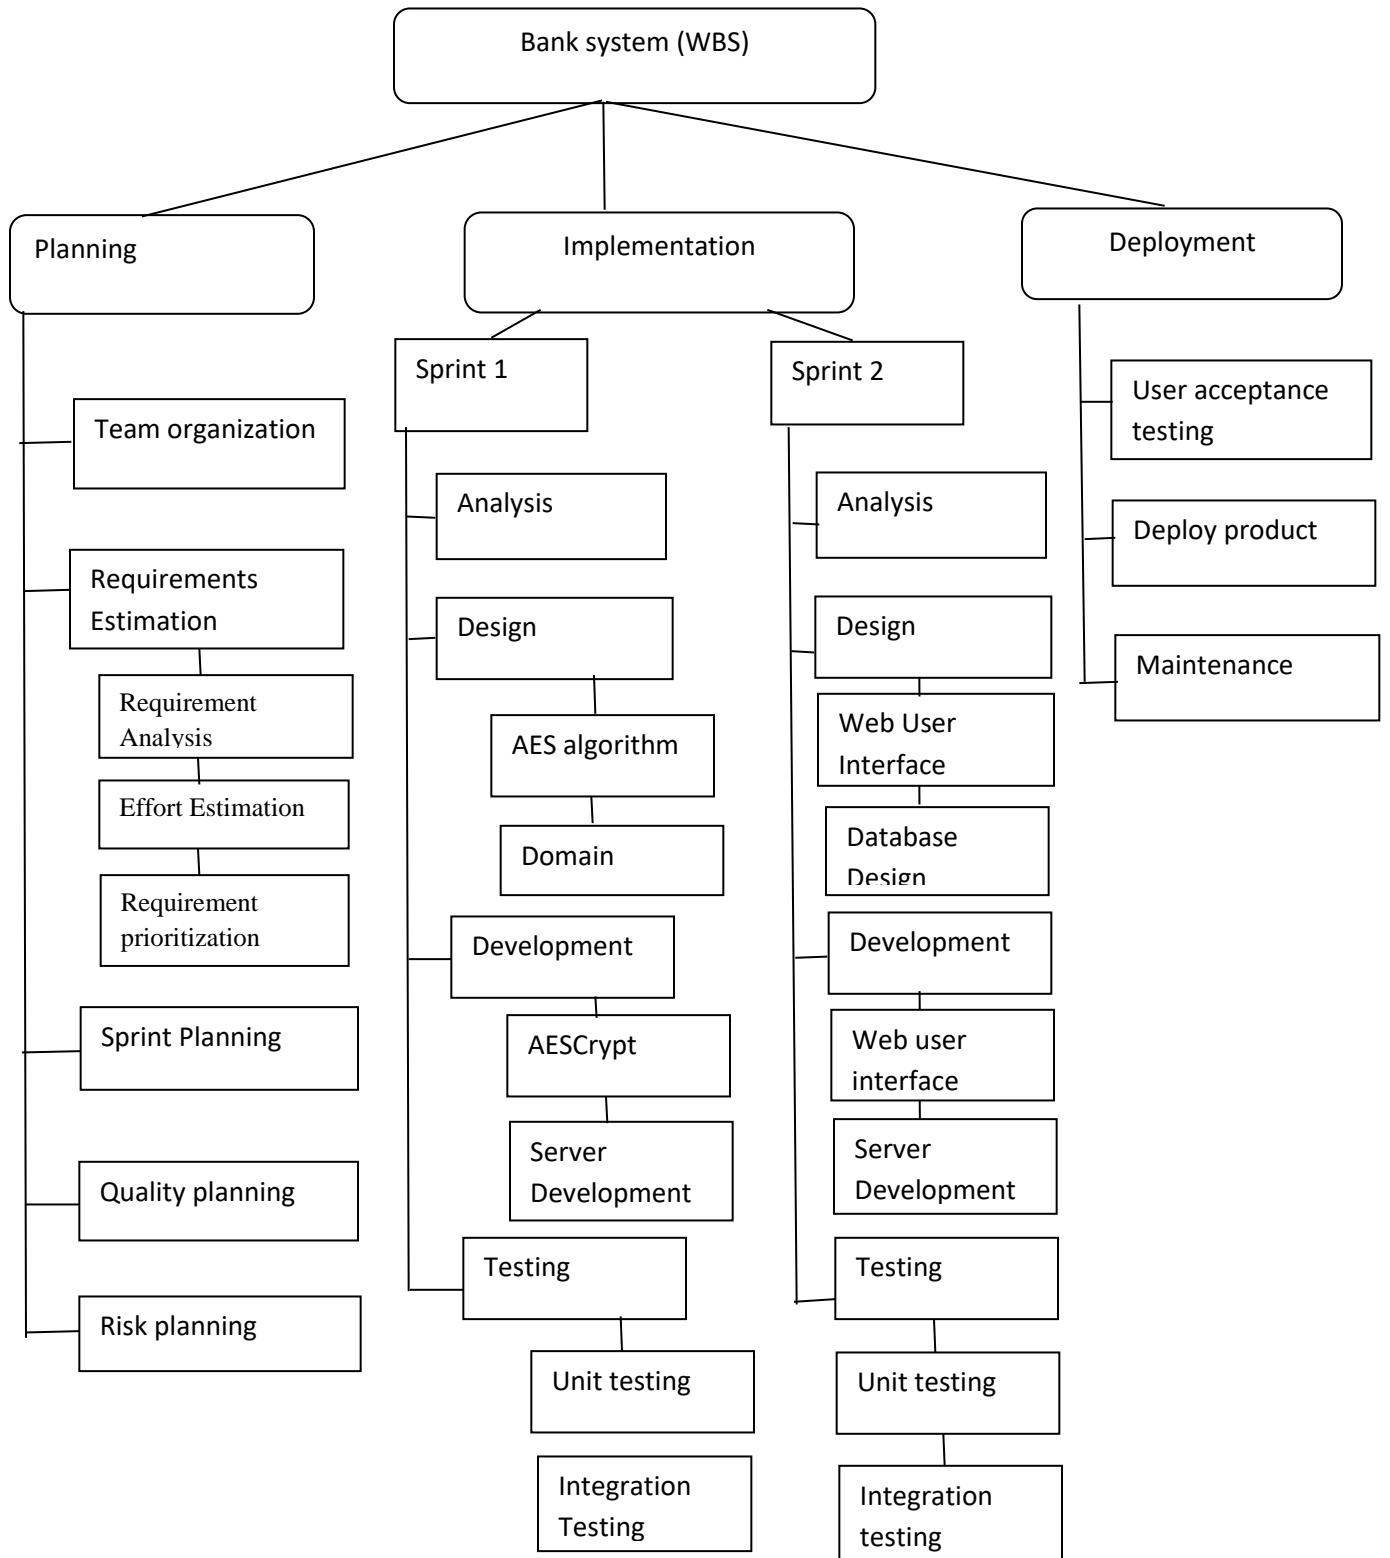 Bank system (WBS)
Planning
Implementation
Deployment
Team organization
Requirements
Estimation
Requirement
Analysis
Effort Estimation
Requirement
prioritization
Sprint Planning
Quality planning
Risk planning
Sprint 1
Analysis
Design
AES algorithm
Domain
Development
AESCrypt
Server
Development
Testing
Unit testing
Integration
Testing
Sprint 2
Analysis
Design
Web User
Interface
Database
Design
Development
Web user
interface
Server
Development
Testing
Unit testing
Integration
testing
User acceptance
testing
Deploy product
Maintenance